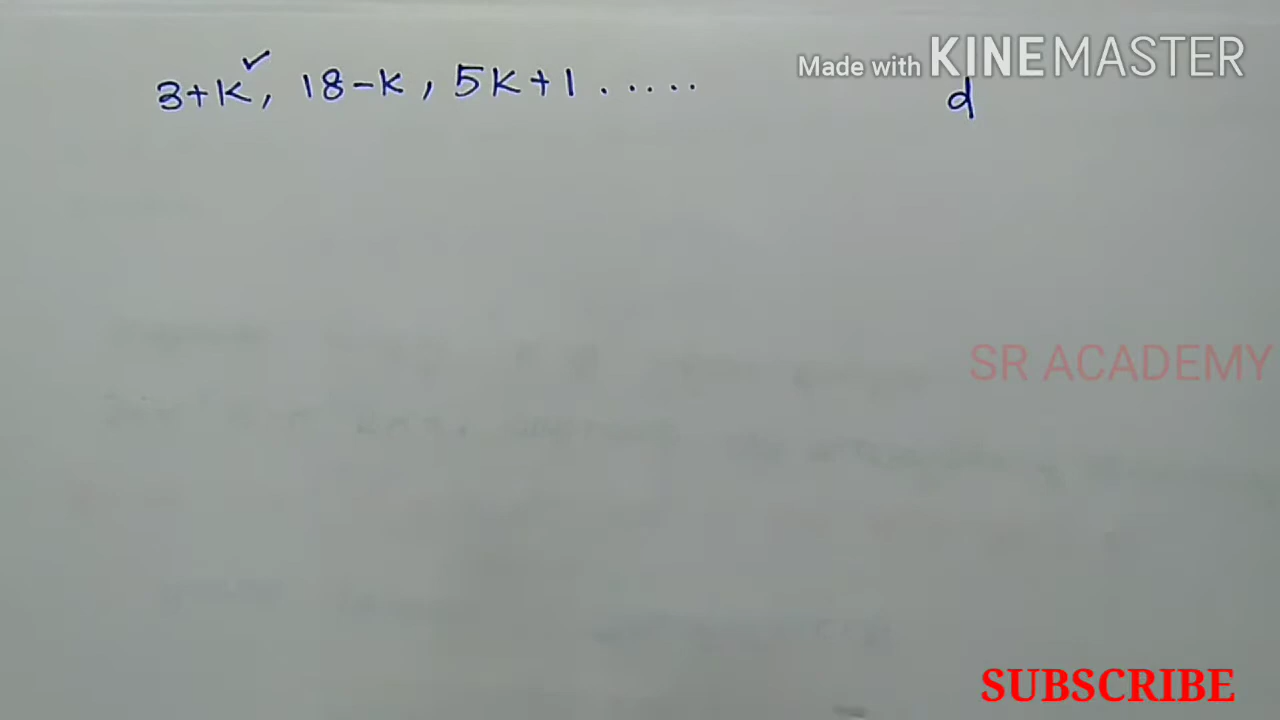 Made with KINEMASTER
3+K, 18-K, 5K+1 ..... d
SR ACADEMY
SUBSCRIBE